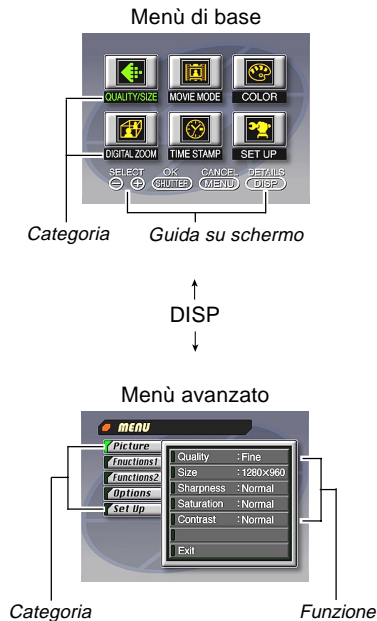 Menù di base
QUALITY/SIZE MOVIE MODE COLOR
DIGITAL ZOOM TIME STAMP SET UP
SELECT OK CANCEL DETAILS
SHUTTER MENU DISP
Categoria Guida su schermo
DISP
Menù avanzato
MENU
Picture
Fnuctions1
Functions2
Options
Set Up
Quality :Fine
Size :1280×960
Sharpness :Normal
Saturation :Normal
Contrast :Normal
Exit
Categoria Funzione